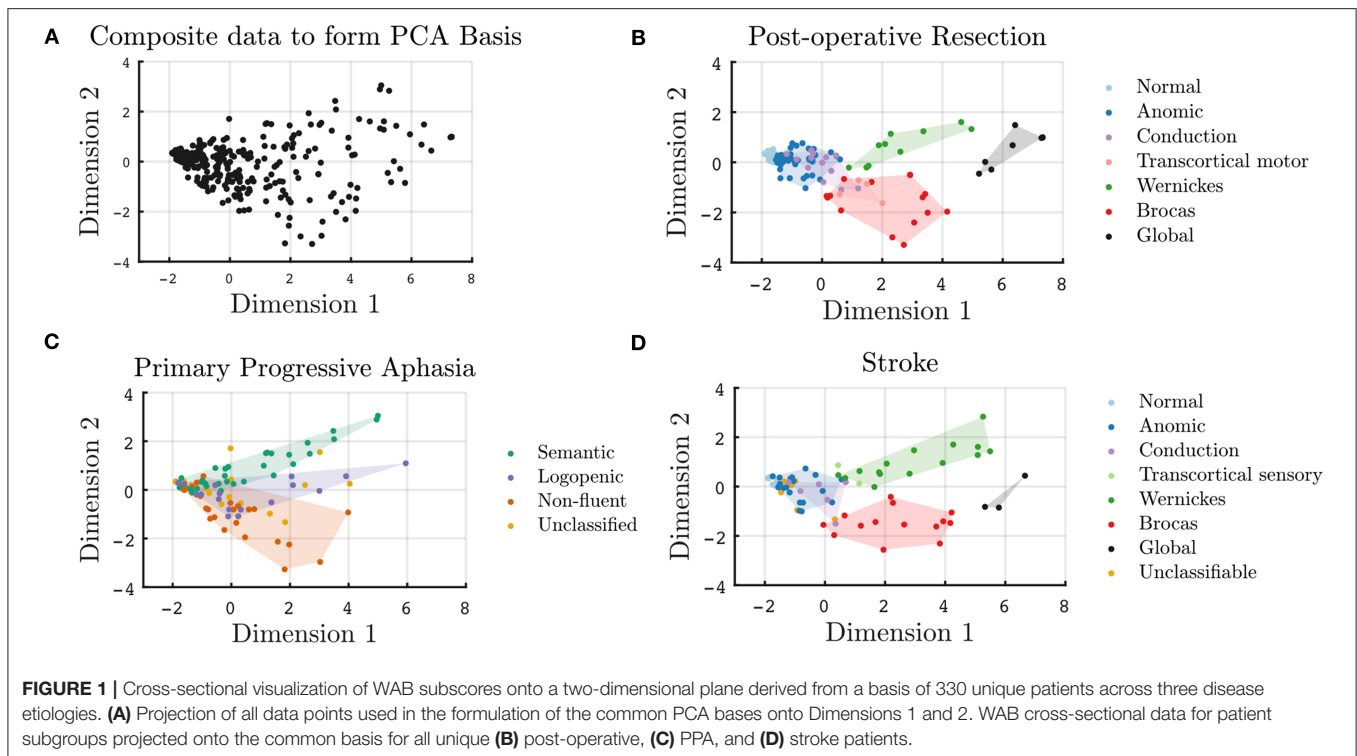 A
Composite data to form PCA Basis
4
2
0
−2
−4
Dimension 2
−2 0 2 4 6 8
Dimension 1
B
Post-operative Resection
4
2
0
−2
−4
Dimension 2
−2 0 2 4 6 8
Dimension 1
Normal
Anomic
Conduction
Transcortical motor
Wernickes
Brocas
Global
C
Primary Progressive Aphasia
4
2
0
−2
−4
Dimension 2
−2 0 2 4 6 8
Dimension 1
Semantic
Logopenic
Non-fluent
Unclassified
D
Stroke
4
2
0
−2
−4
Dimension 2
−2 0 2 4 6 8
Dimension 1
Normal
Anomic
Conduction
Transcortical sensory
Wernickes
Brocas
Global
Unclassifiable
FIGURE 1 | Cross-sectional visualization of WAB subscores onto a two-dimensional plane derived from a basis of 330 unique patients across three disease
etiologies. (A) Projection of all data points used in the formulation of the common PCA bases onto Dimensions 1 and 2. WAB cross-sectional data for patient
subgroups projected onto the common basis for all unique (B) post-operative, (C) PPA, and (D) stroke patients.